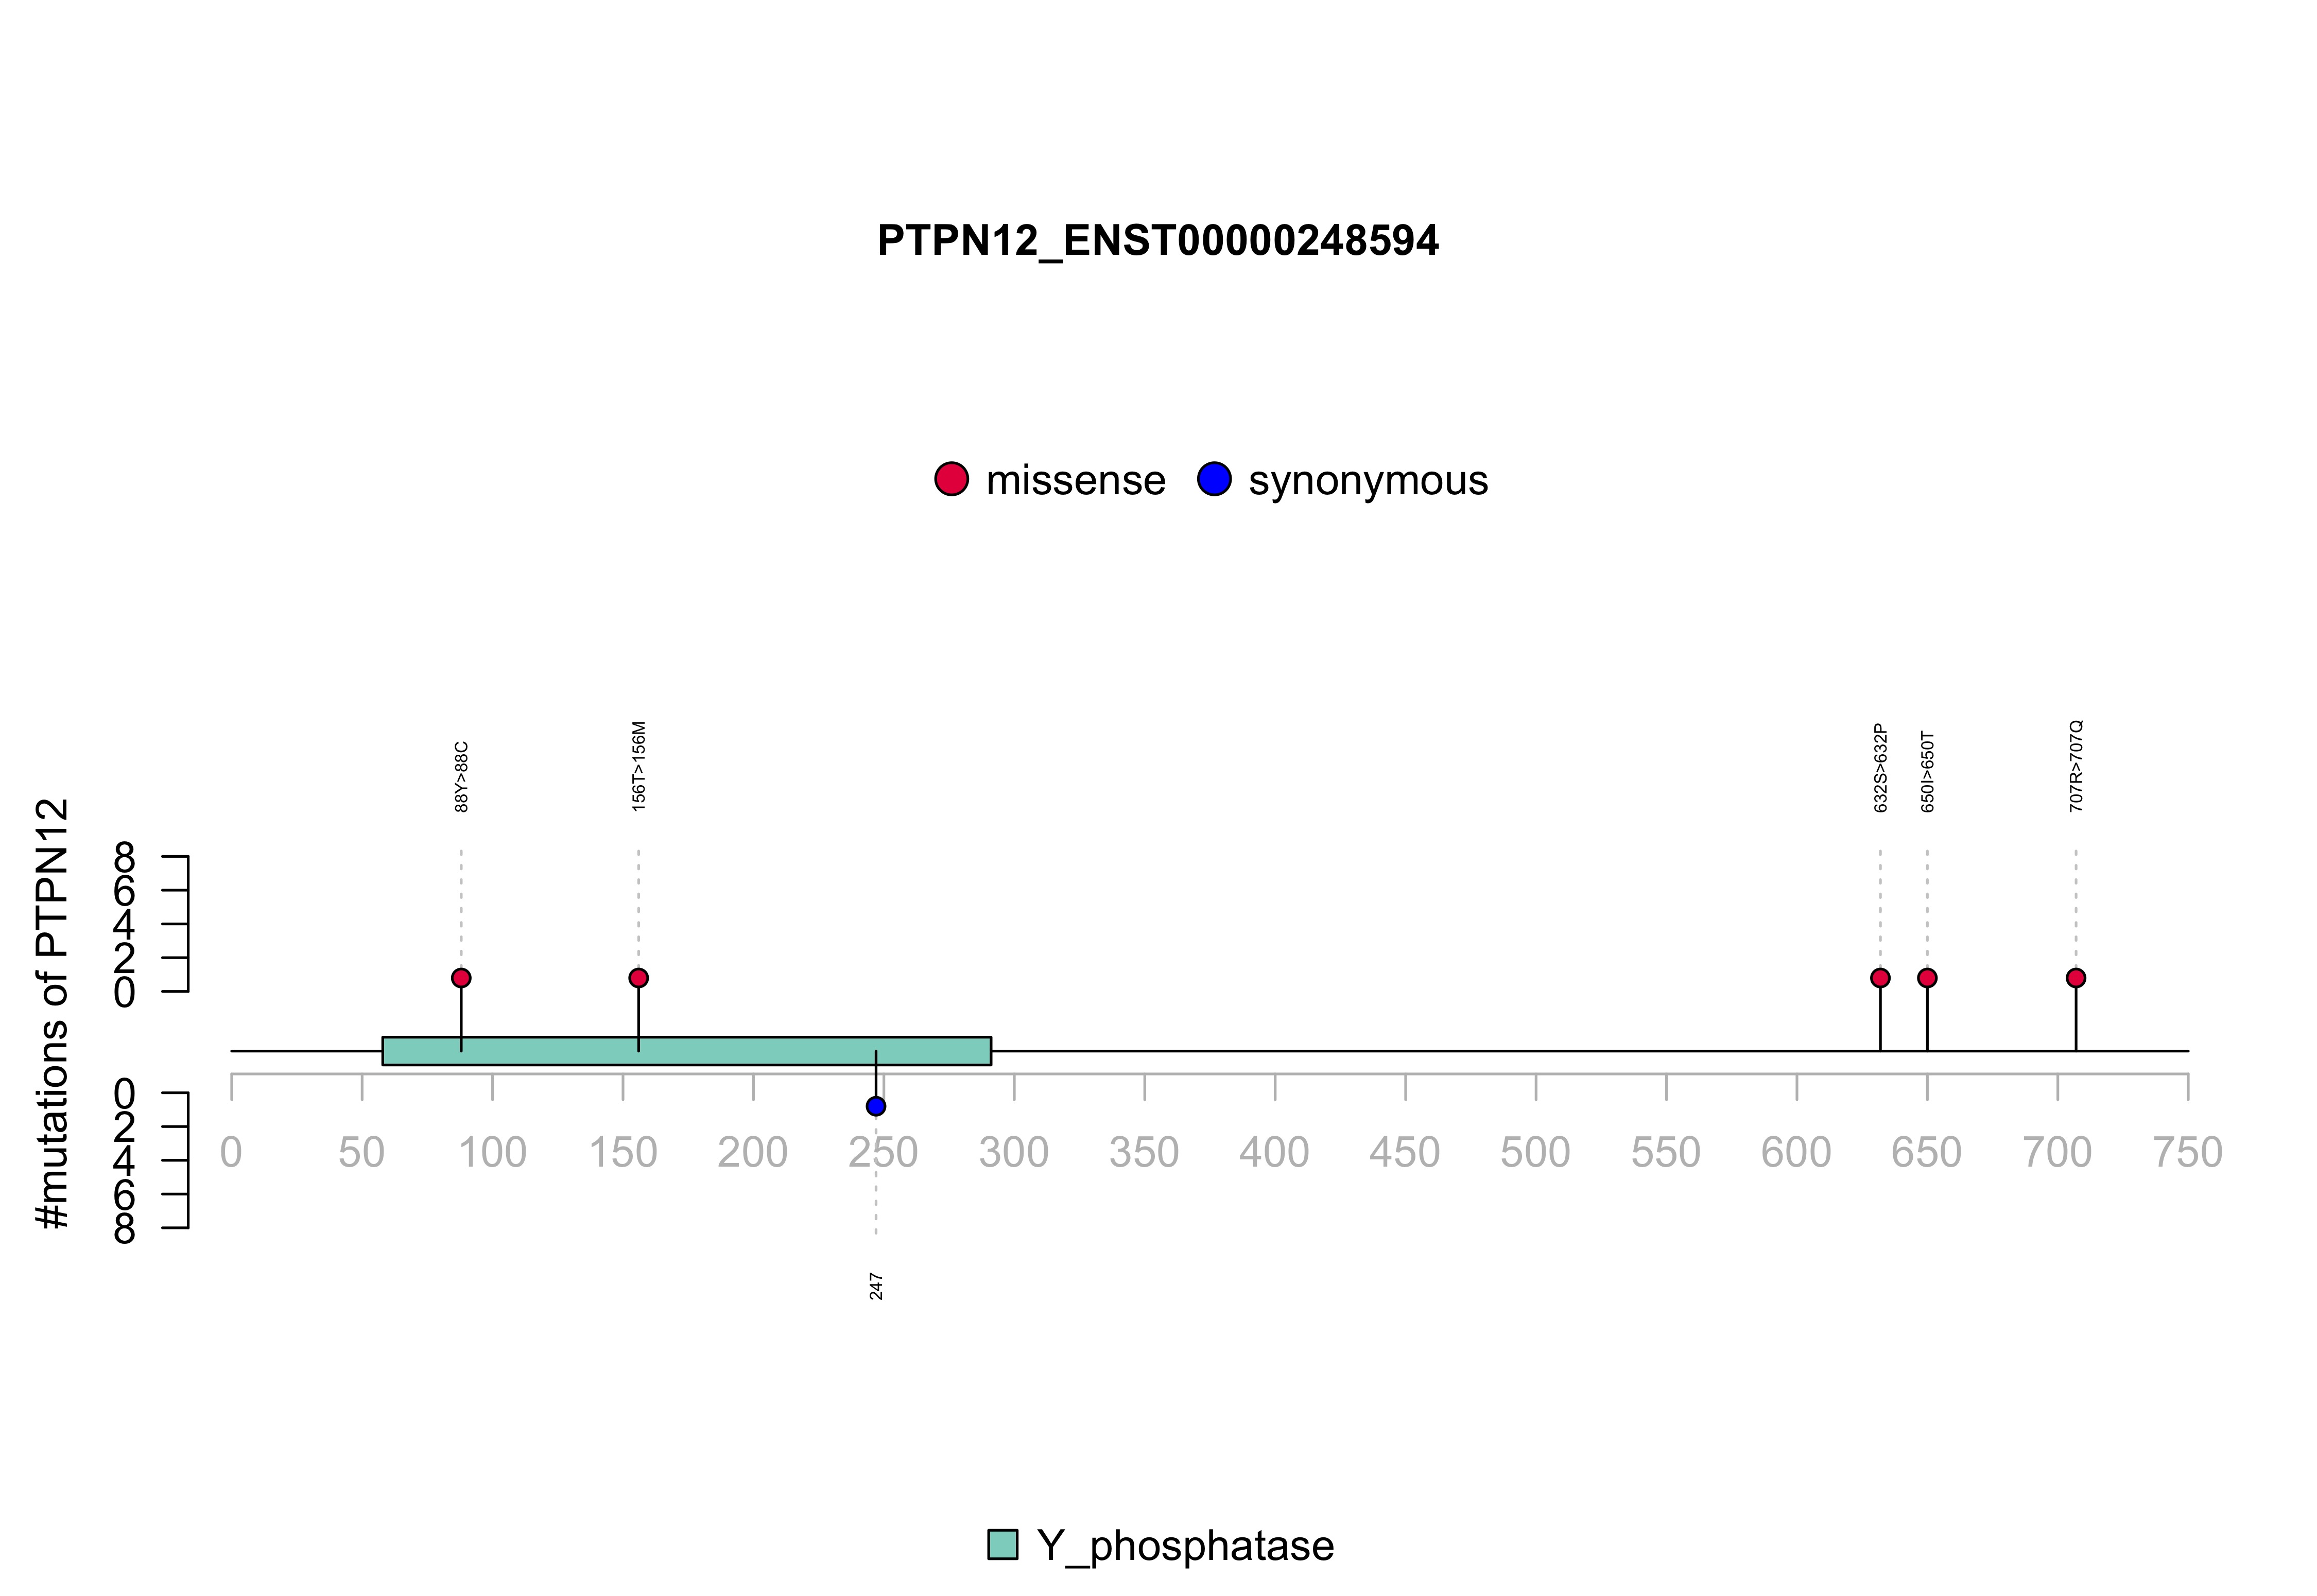 PTPN12_ENST00000248594
missense synonymous
88Y>88C
156T>156M
632S>632P
650I>650T
707R>707Q
#mutations of PTPN12
8
6
4
2
0
0
2
4
6
8
0 50 100 150 200 250 300 350 400 450 500 550 600 650 700 750
247
Y_phosphatase